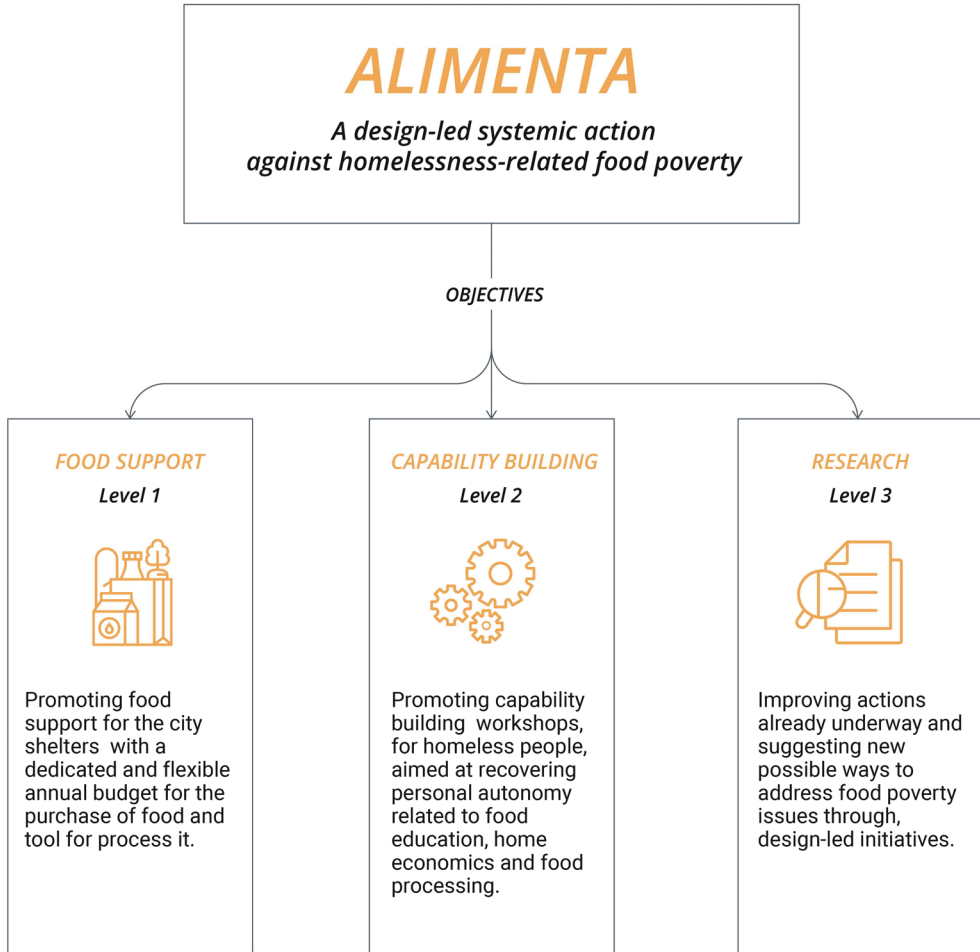 ALIMENTA
A design-led systemic action
against homelessness-related food poverty
OBJECTIVES
FOOD SUPPORT
Level 1
Promoting food
support for the city
shelters with a
dedicated and flexible
annual budget for the
purchase of food and
tool for process it.
CAPABILITY BUILDING
Level 2
Promoting capability
building workshops,
for homeless people,
aimed at recovering
personal autonomy
related to food
education, home
economics and food
processing.
RESEARCH
Level 3
Improving actions
already underway and
suggesting new
possible ways to
address food poverty
issues through,
design-led initiatives.